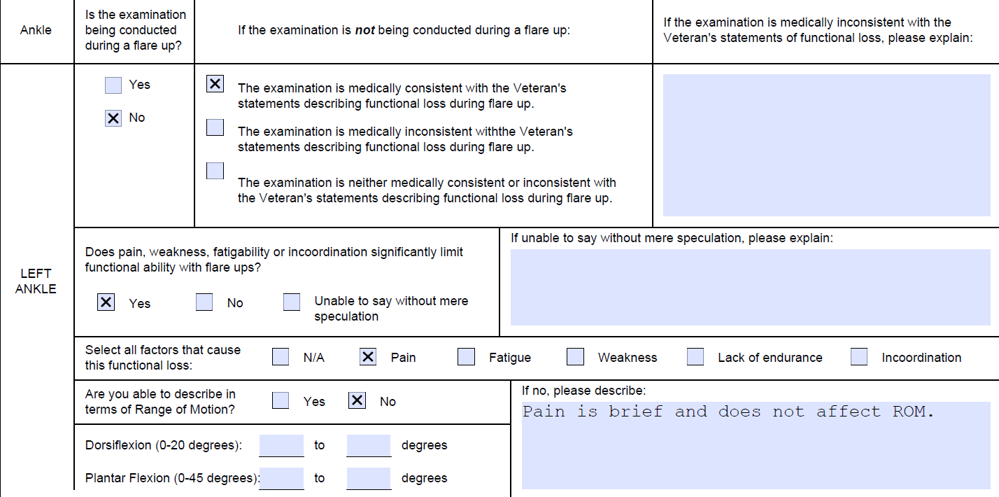 Ankle
Is the examination
being conducted
during a flare up?
If the examination is not being conducted during a flare up:
If the examination is medically inconsistent with the
Veteran's statements of functional loss, please explain:
LEFT
ANKLE
Yes
No
The examination is medically consistent with the Veteran's
statements describing functional loss during flare up.
The examination is medically inconsistent withthe Veteran's
statements describing functional loss during flare up.
The examination is neither medically consistent or inconsistent with
the Veteran's statements describing functional loss during flare up.
Does pain, weakness, fatigability or incoordination significantly limit
functional ability with flare ups?
Yes No Unable to say without mere
speculation
If unable to say without mere speculation, please explain:
Select all factors that cause
this functional loss:
N/A Pain Fatigue Weakness Lack of endurance Incoordination
Are you able to describe in
terms of Range of Motion?
Yes No
If no, please describe:
Pain is brief and does not affect ROM.
Dorsiflexion (0-20 degrees): to degrees
Plantar Flexion (0-45 degrees): to degrees